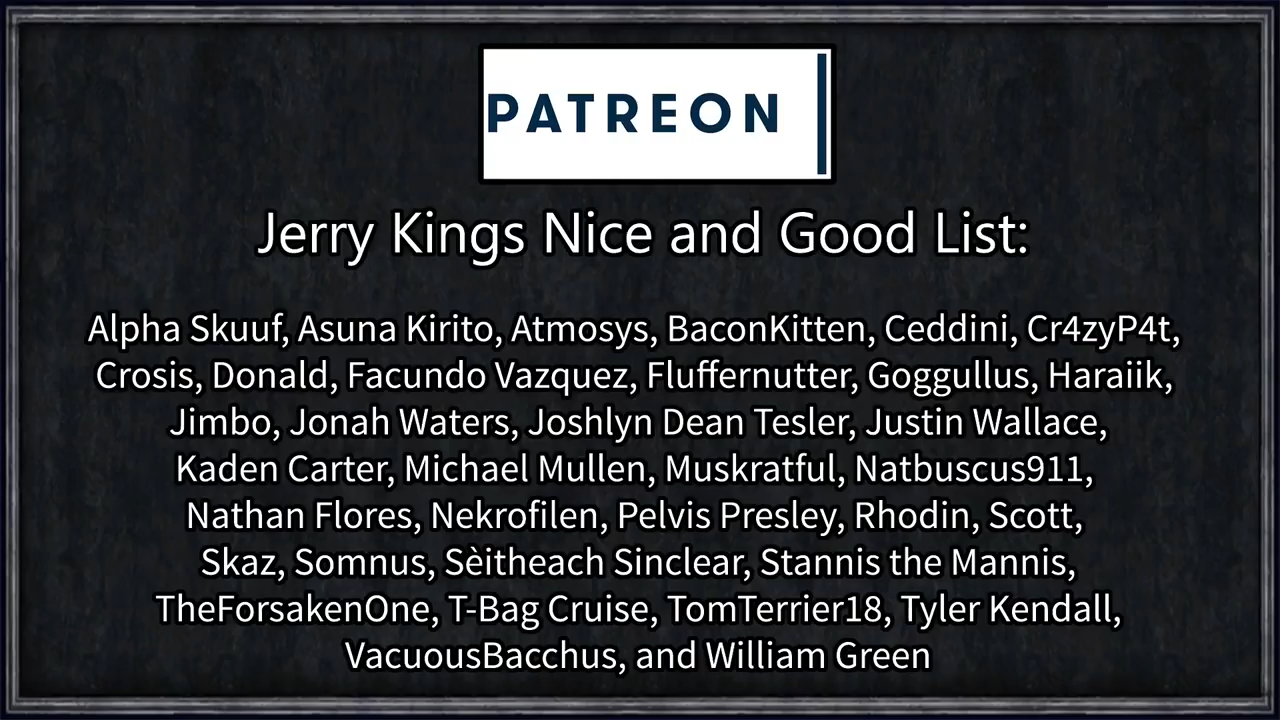 PATREON
Jerry Kings Nice and Good List:
Alpha Skuuf, Asuna Kirito, Atmosys, BaconKitten, Ceddini, Cr4zyP4t,
Crosis, Donald, Facundo Vazquez, Fluffernutter, Goggullus, Haraiik,
Jimbo, Jonah Waters, Joshlyn Dean Tesler, Justin Wallace,
Kaden Carter, Michael Mullen, Muskratful, Natbuscus911,
Nathan Flores, Nekrofilen, Pelvis Presley, Rhodin, Scott,
Skaz, Somnus, Sèitheach Sinclear, Stannis the Mannis,
TheForsakenOne, T-Bag Cruise, TomTerrier18, Tyler Kendall,
VacuousBacchus, and William Green